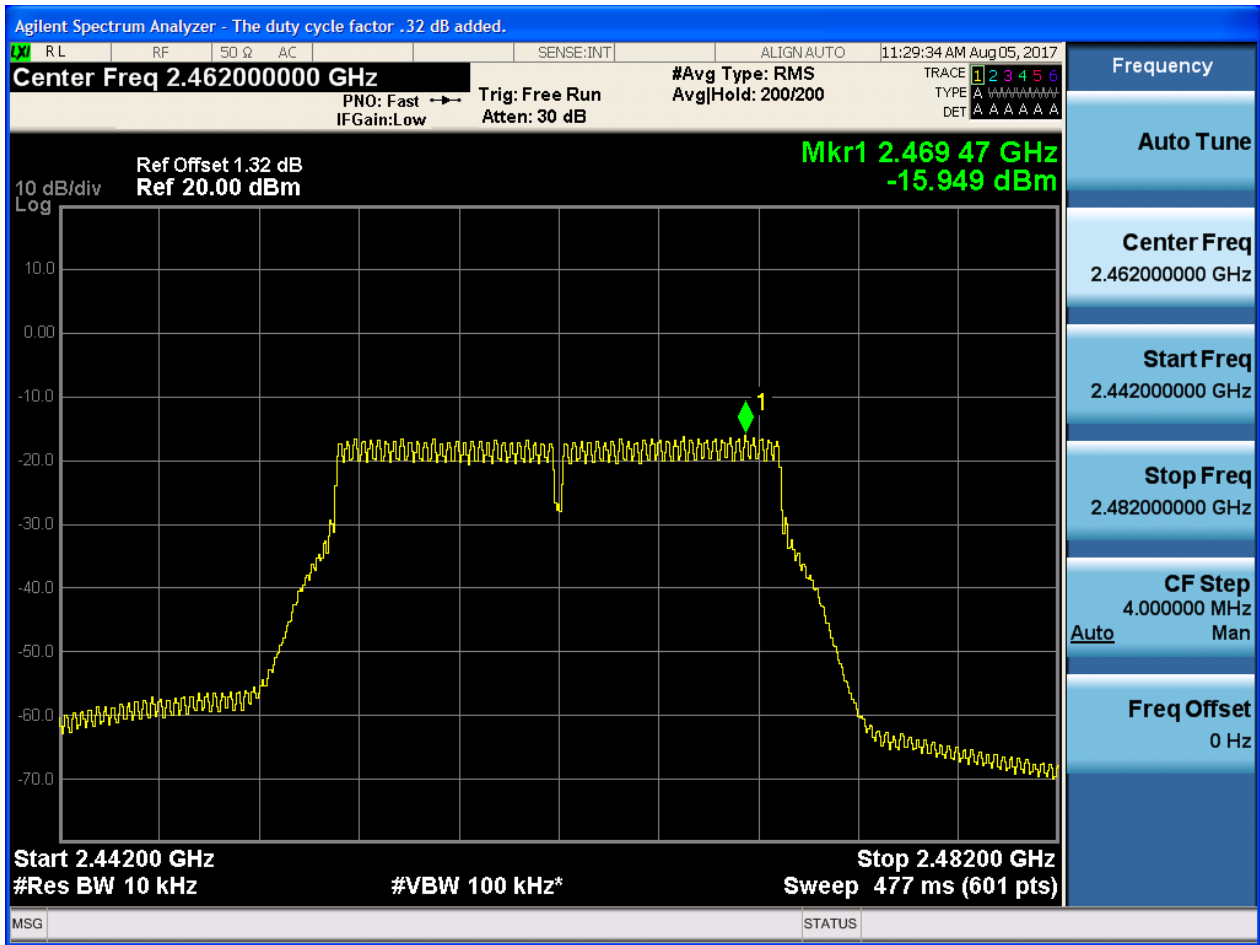 Agilent Spectrum Analyzer - The duty cycle factor .32 dB added.
LXI RL RF 50 Ω AC SENSE:INT ALIGN AUTO 11:29:34 AM Aug 05, 2017
Center Freq 2.462000000 GHz
PNO: Fast
IFGain:Low
Trig: Free Run
Atten: 30 dB
#Avg Type: RMS
Avg|Hold: 200/200
TRACE 1 2 3 4 5 6
TYPE A WWWWW
DET A A A A A A
Mkr1 2.469 47 GHz
-15.949 dBm
Ref Offset 1.32 dB
10 dB/div Ref 20.00 dBm
Log
10.0
0.00
-10.0
1
-20.0
-30.0
-40.0
-50.0
-60.0
-70.0
Start 2.44200 GHz Stop 2.48200 GHz
#Res BW 10 kHz #VBW 100 kHz* Sweep 477 ms (601 pts)
MSG STATUS
Frequency
Auto Tune
Center Freq
2.462000000 GHz
Start Freq
2.442000000 GHz
Stop Freq
2.482000000 GHz
CF Step
4.000000 MHz
Auto Man
Freq Offset
0 Hz